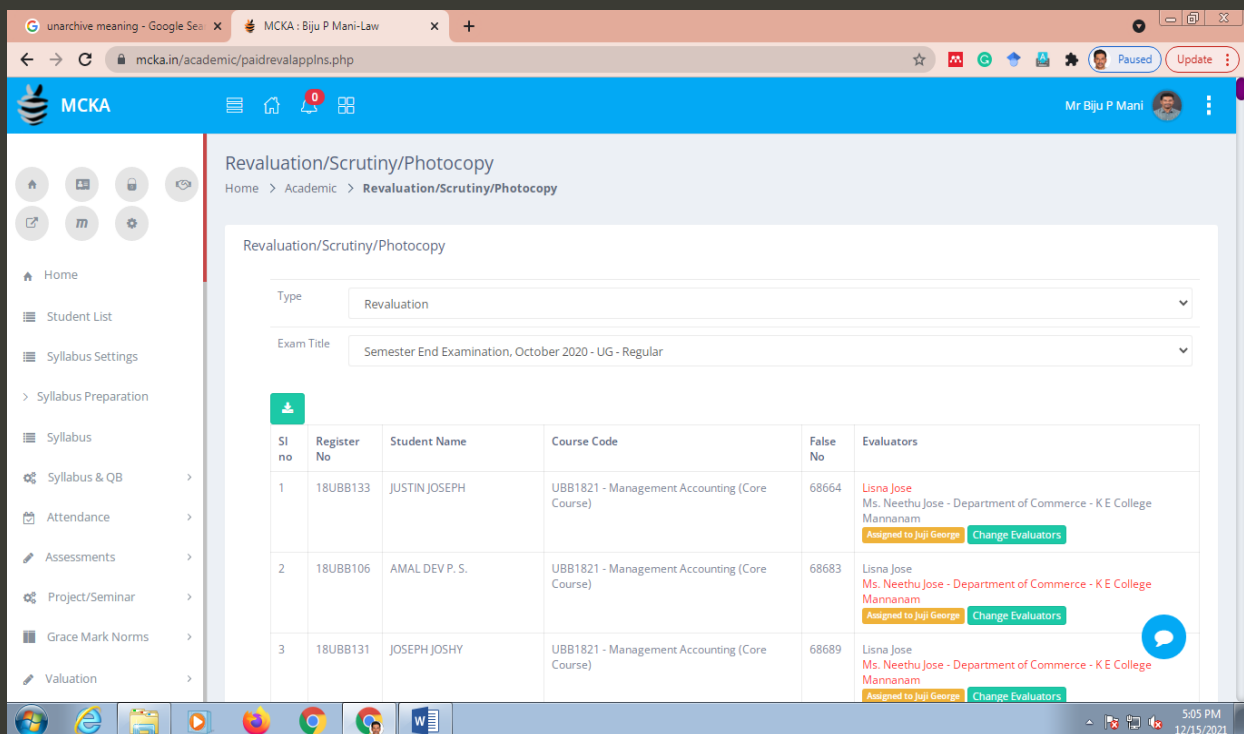 unarchive meaning - Google Sea
MCKA : Biju P Mani-Law
mcka.in/academic/paidrevalapplns.php
Paused
Update
MCKA
0
Mr Biju P Mani
Revaluation/Scrutiny/Photocopy
Home > Academic > Revaluation/Scrutiny/Photocopy
m
Home
Student List
Syllabus Settings
> Syllabus Preparation
Syllabus
Syllabus & QB
Attendance
Assessments
Project/Seminar
Grace Mark Norms
Valuation
Revaluation/Scrutiny/Photocopy
Type
Revaluation
Exam Title
Semester End Examination, October 2020 - UG - Regular
Sl no Register No Student Name Course Code False No Evaluators
1 18UBB133 JUSTIN JOSEPH UBB1821 - Management Accounting (Core Course) 68664 Lisna Jose
Ms. Neethu Jose - Department of Commerce - K E College
Mannanam
Assigned to Juji George Change Evaluators
2 18UBB106 AMAL DEV P. S. UBB1821 - Management Accounting (Core Course) 68683 Lisna Jose
Ms. Neethu Jose - Department of Commerce - K E College
Mannanam
Assigned to Juji George Change Evaluators
3 18UBB131 JOSEPH JOSHY UBB1821 - Management Accounting (Core Course) 68689 Lisna Jose
Ms. Neethu Jose - Department of Commerce - K E College
Mannanam
Assigned to Juji George Change Evaluators
5:05 PM
12/15/2021